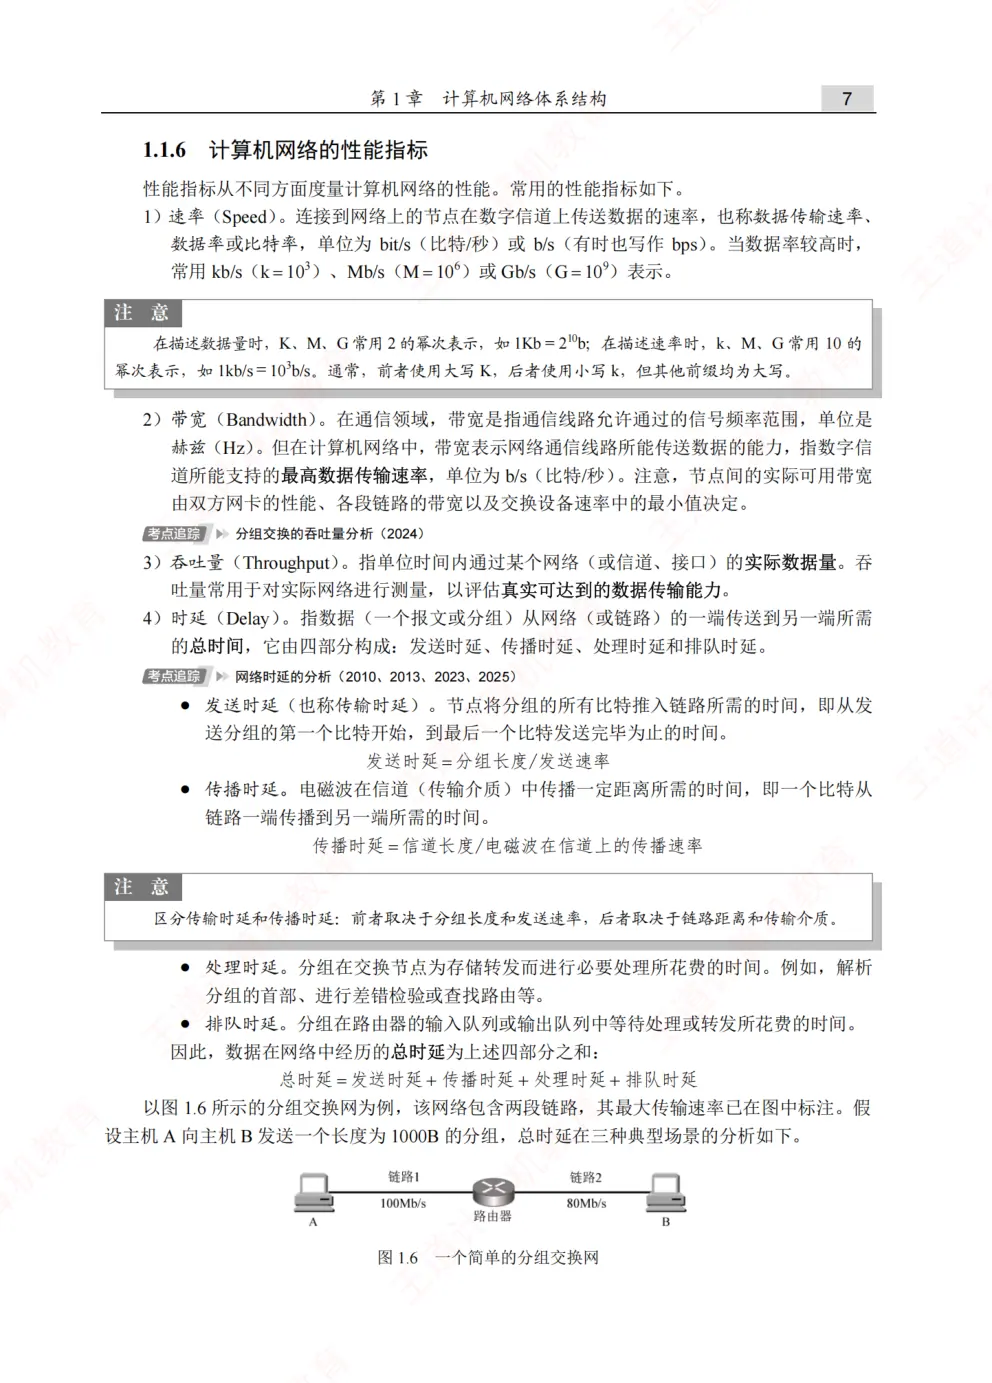 第 1 章 计算机网络体系结构 7
1.1.6 计算机网络的性能指标
性能指标从不同方面度量计算机网络的性能。常用的性能指标如下。
1）速率（Speed）。连接到网络上的节点在数字信道上传送数据的速率，也称数据传输速率、
数据率或比特率，单位为 bit/s（比特/秒）或 b/s（有时也写作 bps）。当数据率较高时，
常用 kb/s（k = 10³）、Mb/s（M = 10⁶）或 Gb/s（G = 10⁹）表示。
注 意
在描述数据量时，K、M、G 常用 2 的幂次表示，如 1Kb = 2¹⁰b；在描述速率时，k、M、G 常用 10 的
幂次表示，如 1kb/s = 10³b/s。通常，前者使用大写 K，后者使用小写 k，但其他前缀均为大写。
2）带宽（Bandwidth）。在通信领域，带宽是指通信线路允许通过的信号频率范围，单位是
赫兹（Hz）。但在计算机网络中，带宽表示网络通信线路所能传送数据的能力，指数字信
道所能支持的最高数据传输速率，单位为 b/s（比特/秒）。注意，节点间的实际可用带宽
由双方网卡的性能、各段链路的带宽以及交换设备速率中的最小值决定。
考点追踪 分组交换的吞吐量分析（2024）
3）吞吐量（Throughput）。指单位时间内通过某个网络（或信道、接口）的实际数据量。吞
吐量常用于对实际网络进行测量，以评估真实可达到的数据传输能力。
4）时延（Delay）。指数据（一个报文或分组）从网络（或链路）的一端传送到另一端所需
的总时间，它由四部分构成：发送时延、传播时延、处理时延和排队时延。
考点追踪 网络时延的分析（2010、2013、2023、2025）
● 发送时延（也称传输时延）。节点将分组的所有比特推入链路所需的时间，即从发
送分组的第一个比特开始，到最后一个比特发送完毕为止的时间。
发送时延 = 分组长度/发送速率
● 传播时延。电磁波在信道（传输介质）中传播一定距离所需的时间，即一个比特从
链路一端传播到另一端所需的时间。
传播时延 = 信道长度/电磁波在信道上的传播速率
注 意
区分传输时延和传播时延：前者取决于分组长度和发送速率，后者取决于链路距离和传输介质。
● 处理时延。分组在交换节点为存储转发而进行必要处理所花费的时间。例如，解析
分组的首部、进行差错检验或查找路由等。
● 排队时延。分组在路由器的输入队列或输出队列中等待处理或转发所花费的时间。
因此，数据在网络中经历的总时延为上述四部分之和：
总时延 = 发送时延 + 传播时延 + 处理时延 + 排队时延
以图 1.6 所示的分组交换网为例，该网络包含两段链路，其最大传输速率已在图中标注。假
设主机 A 向主机 B 发送一个长度为 1000B 的分组，总时延在三种典型场景的分析如下。
链路1 链路2
100Mb/s 80Mb/s
路由器
A B
图 1.6 一个简单的分组交换网